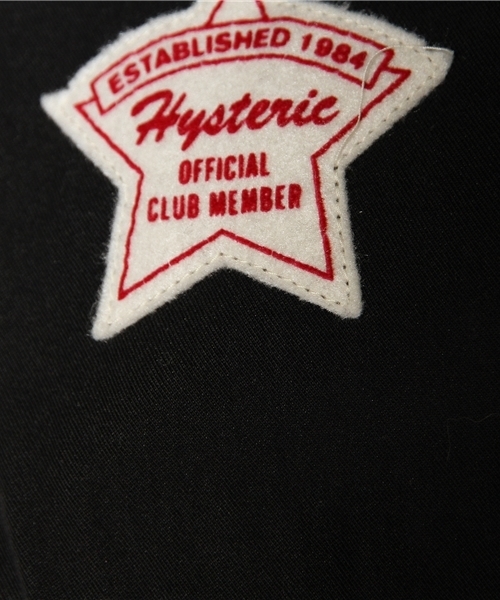 ESTABLISHED 1984
Hysteric
OFFICIAL
CLUB MEMBER